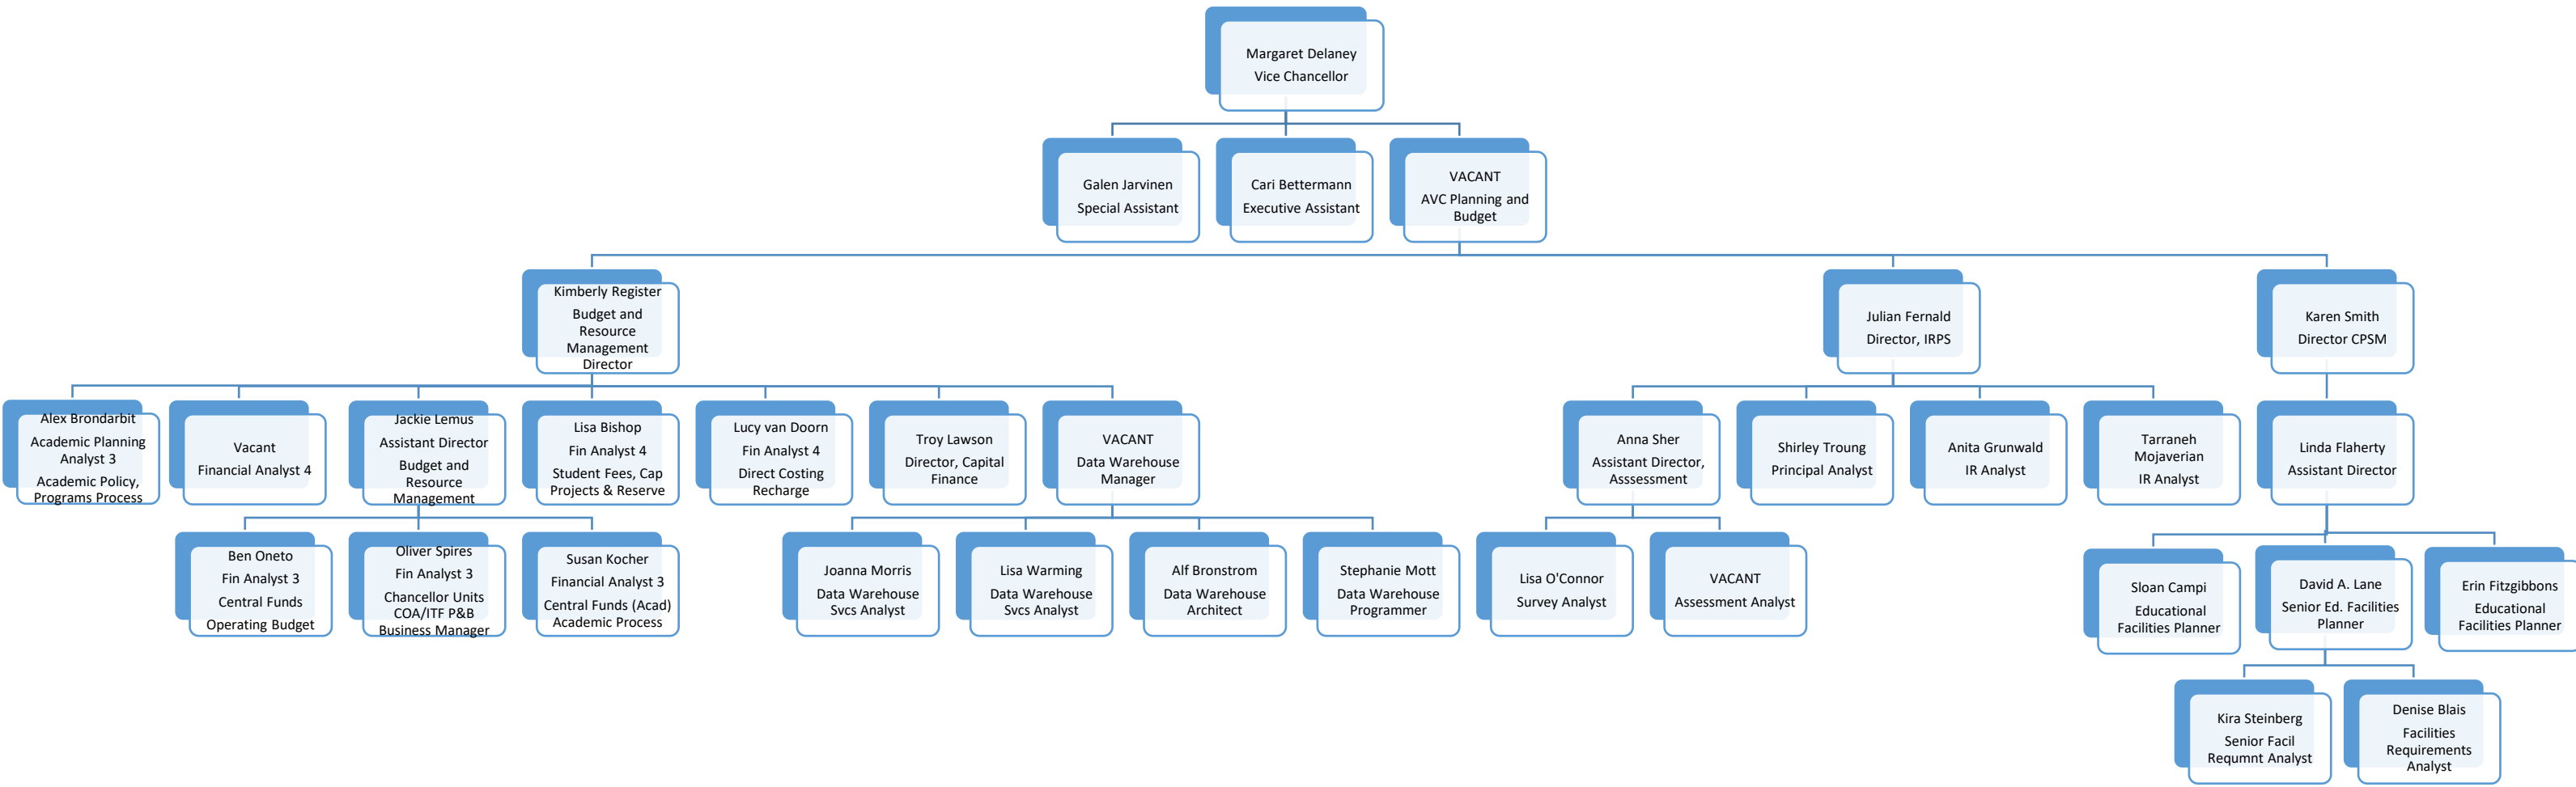 Margaret Delaney
Vice Chancellor
Galen Jarvinen
Special Assistant
Cari Bettermann
Executive Assistant
VACANT
AVC Planning and
Budget
Kimberly Register
Budget and
Resource
Management
Director
Julian Fernald
Director, IRPS
Karen Smith
Director CPSM
Alex Brondarbit
Academic Planning
Analyst 3
Academic Policy,
Programs Process
Vacant
Financial Analyst 4
Jackie Lemus
Assistant Director
Budget and
Resource
Management
Lisa Bishop
Fin Analyst 4
Student Fees, Cap
Projects & Reserve
Lucy van Doorn
Fin Analyst 4
Direct Costing
Recharge
Troy Lawson
Director, Capital
Finance
VACANT
Data Warehouse
Manager
Anna Sher
Assistant Director,
Asssessment
Shirley Troung
Principal Analyst
Anita Grunwald
IR Analyst
Tarraneh
Mojaverian
IR Analyst
Linda Flaherty
Assistant Director
Ben Oneto
Fin Analyst 3
Central Funds
Operating Budget
Oliver Spires
Fin Analyst 3
Chancellor Units
COA/ITF P&B
Business Manager
Susan Kocher
Financial Analyst 3
Central Funds (Acad)
Academic Process
Joanna Morris
Data Warehouse
Svcs Analyst
Lisa Warming
Data Warehouse
Svcs Analyst
Alf Bronstrom
Data Warehouse
Architect
Stephanie Mott
Data Warehouse
Programmer
Lisa O'Connor
Survey Analyst
VACANT
Assessment Analyst
Sloan Campi
Educational
Facilities Planner
David A. Lane
Senior Ed. Facilities
Planner
Erin Fitzgibbons
Educational
Facilities Planner
Kira Steinberg
Senior Facil
Requmnt Analyst
Denise Blais
Facilities
Requirements
Analyst